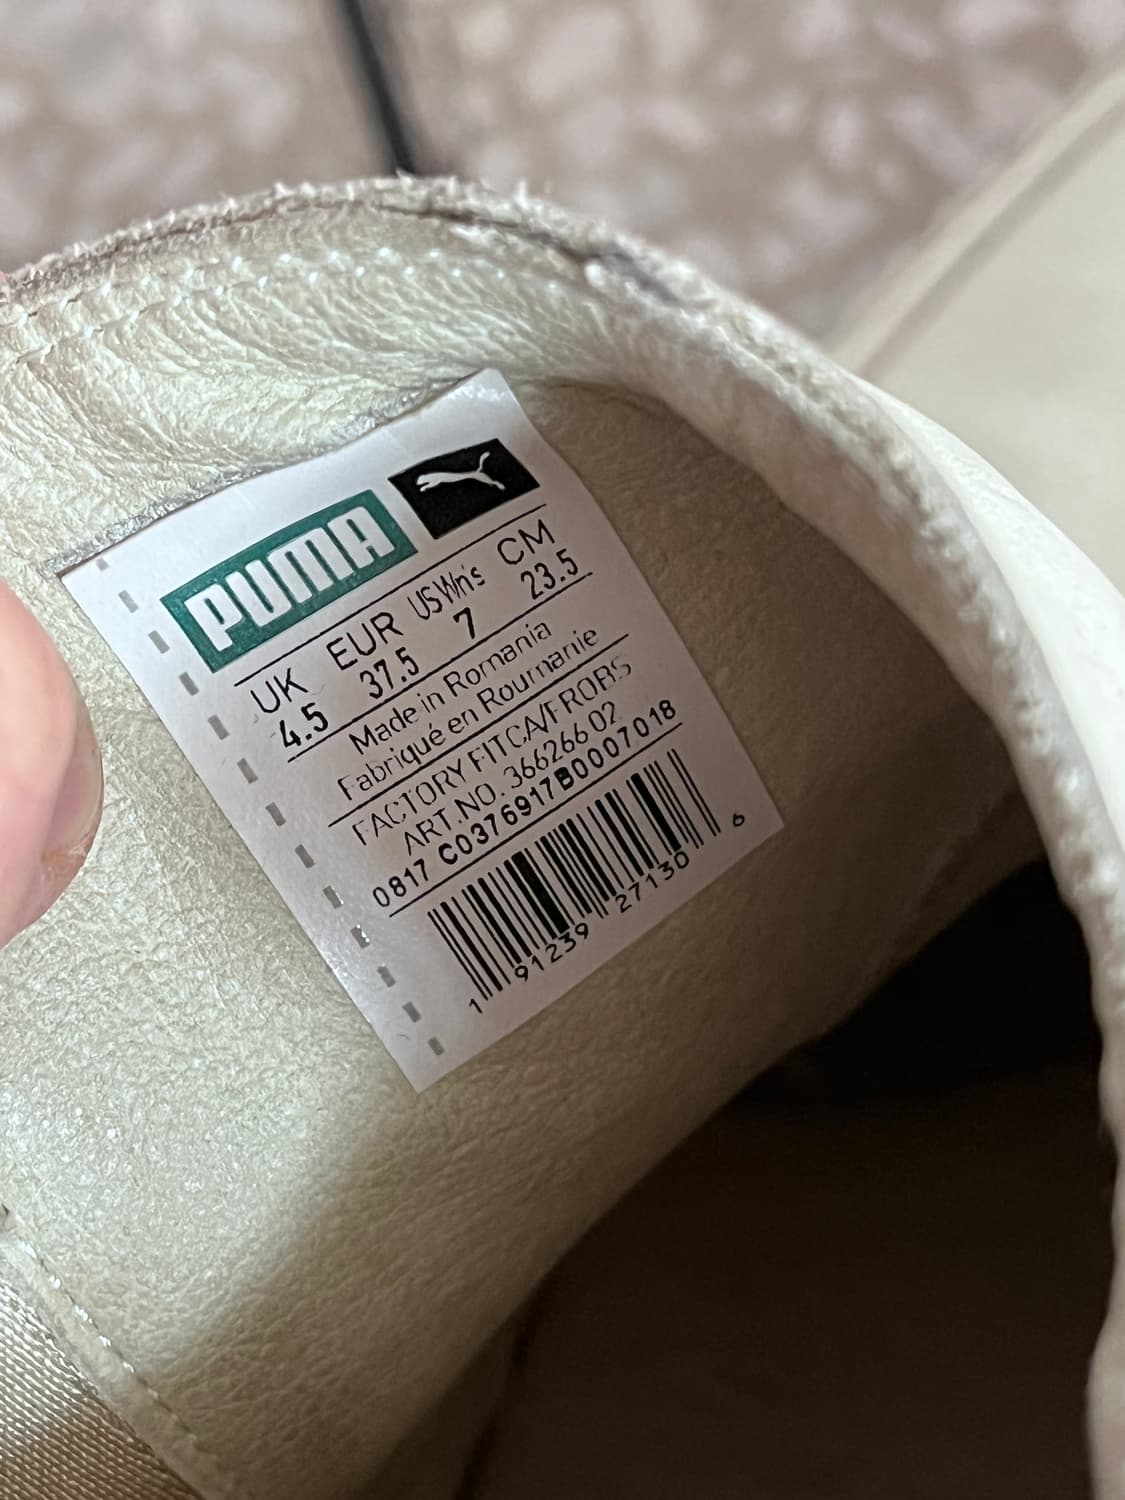 PUMA
UK EUR US Wn's CM
4.5 37.5 7 23.5
Made in Romania
Fabriqué en Roumanie
FACTORY FITCA/FROBS
ART.NO. 366266 02
0817 C0376917B0007018
1 91239 27130 6